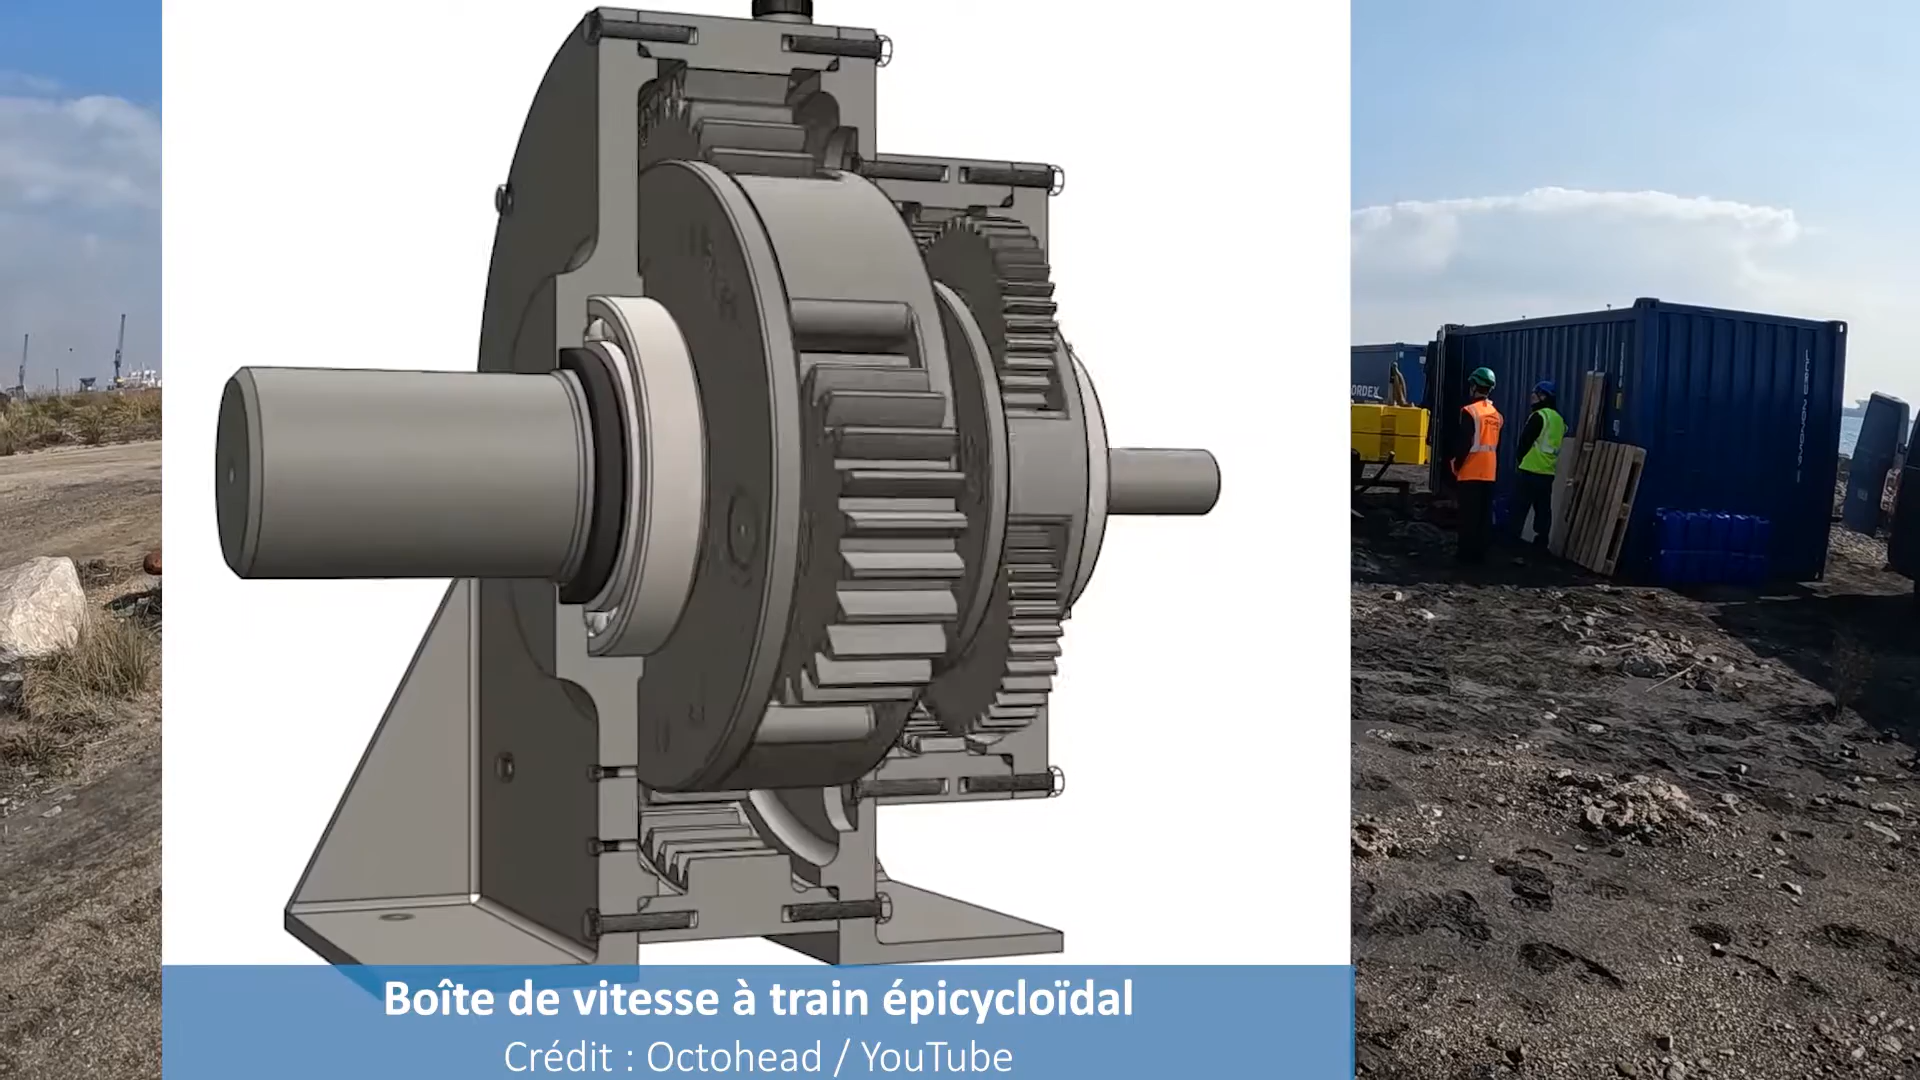 Boîte de vitesse à train épicycloïdal
Crédit : Octohead / YouTube